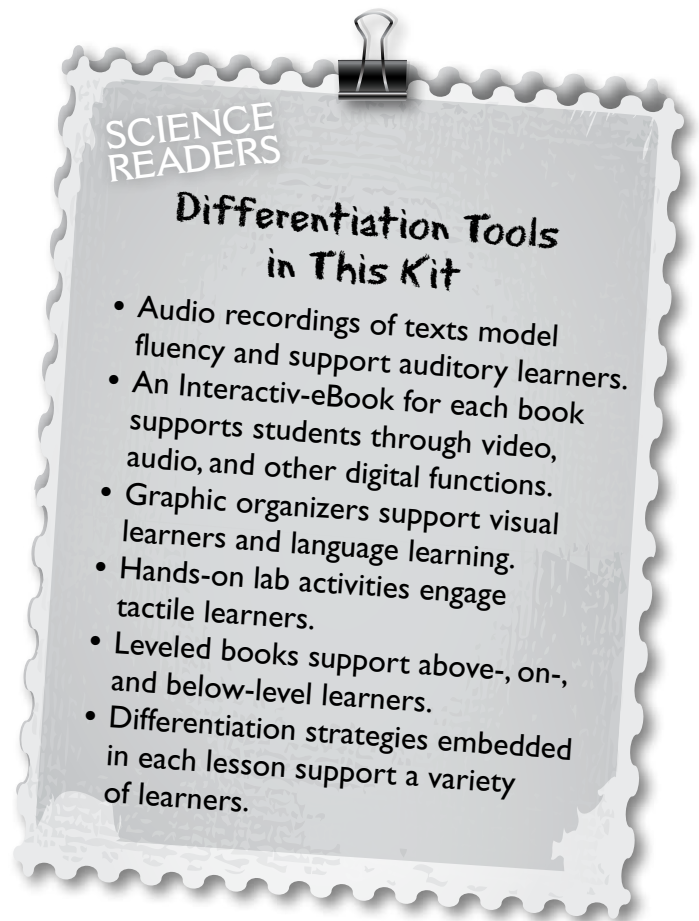 SCIENCE
READERS
Differentiation Tools
in This Kit
• Audio recordings of texts model
fluency and support auditory learners.
• An Interactiv-eBook for each book
supports students through video,
audio, and other digital functions.
• Graphic organizers support visual
learners and language learning.
• Hands-on lab activities engage
tactile learners.
• Leveled books support above-, on-,
and below-level learners.
• Differentiation strategies embedded
in each lesson support a variety
of learners.